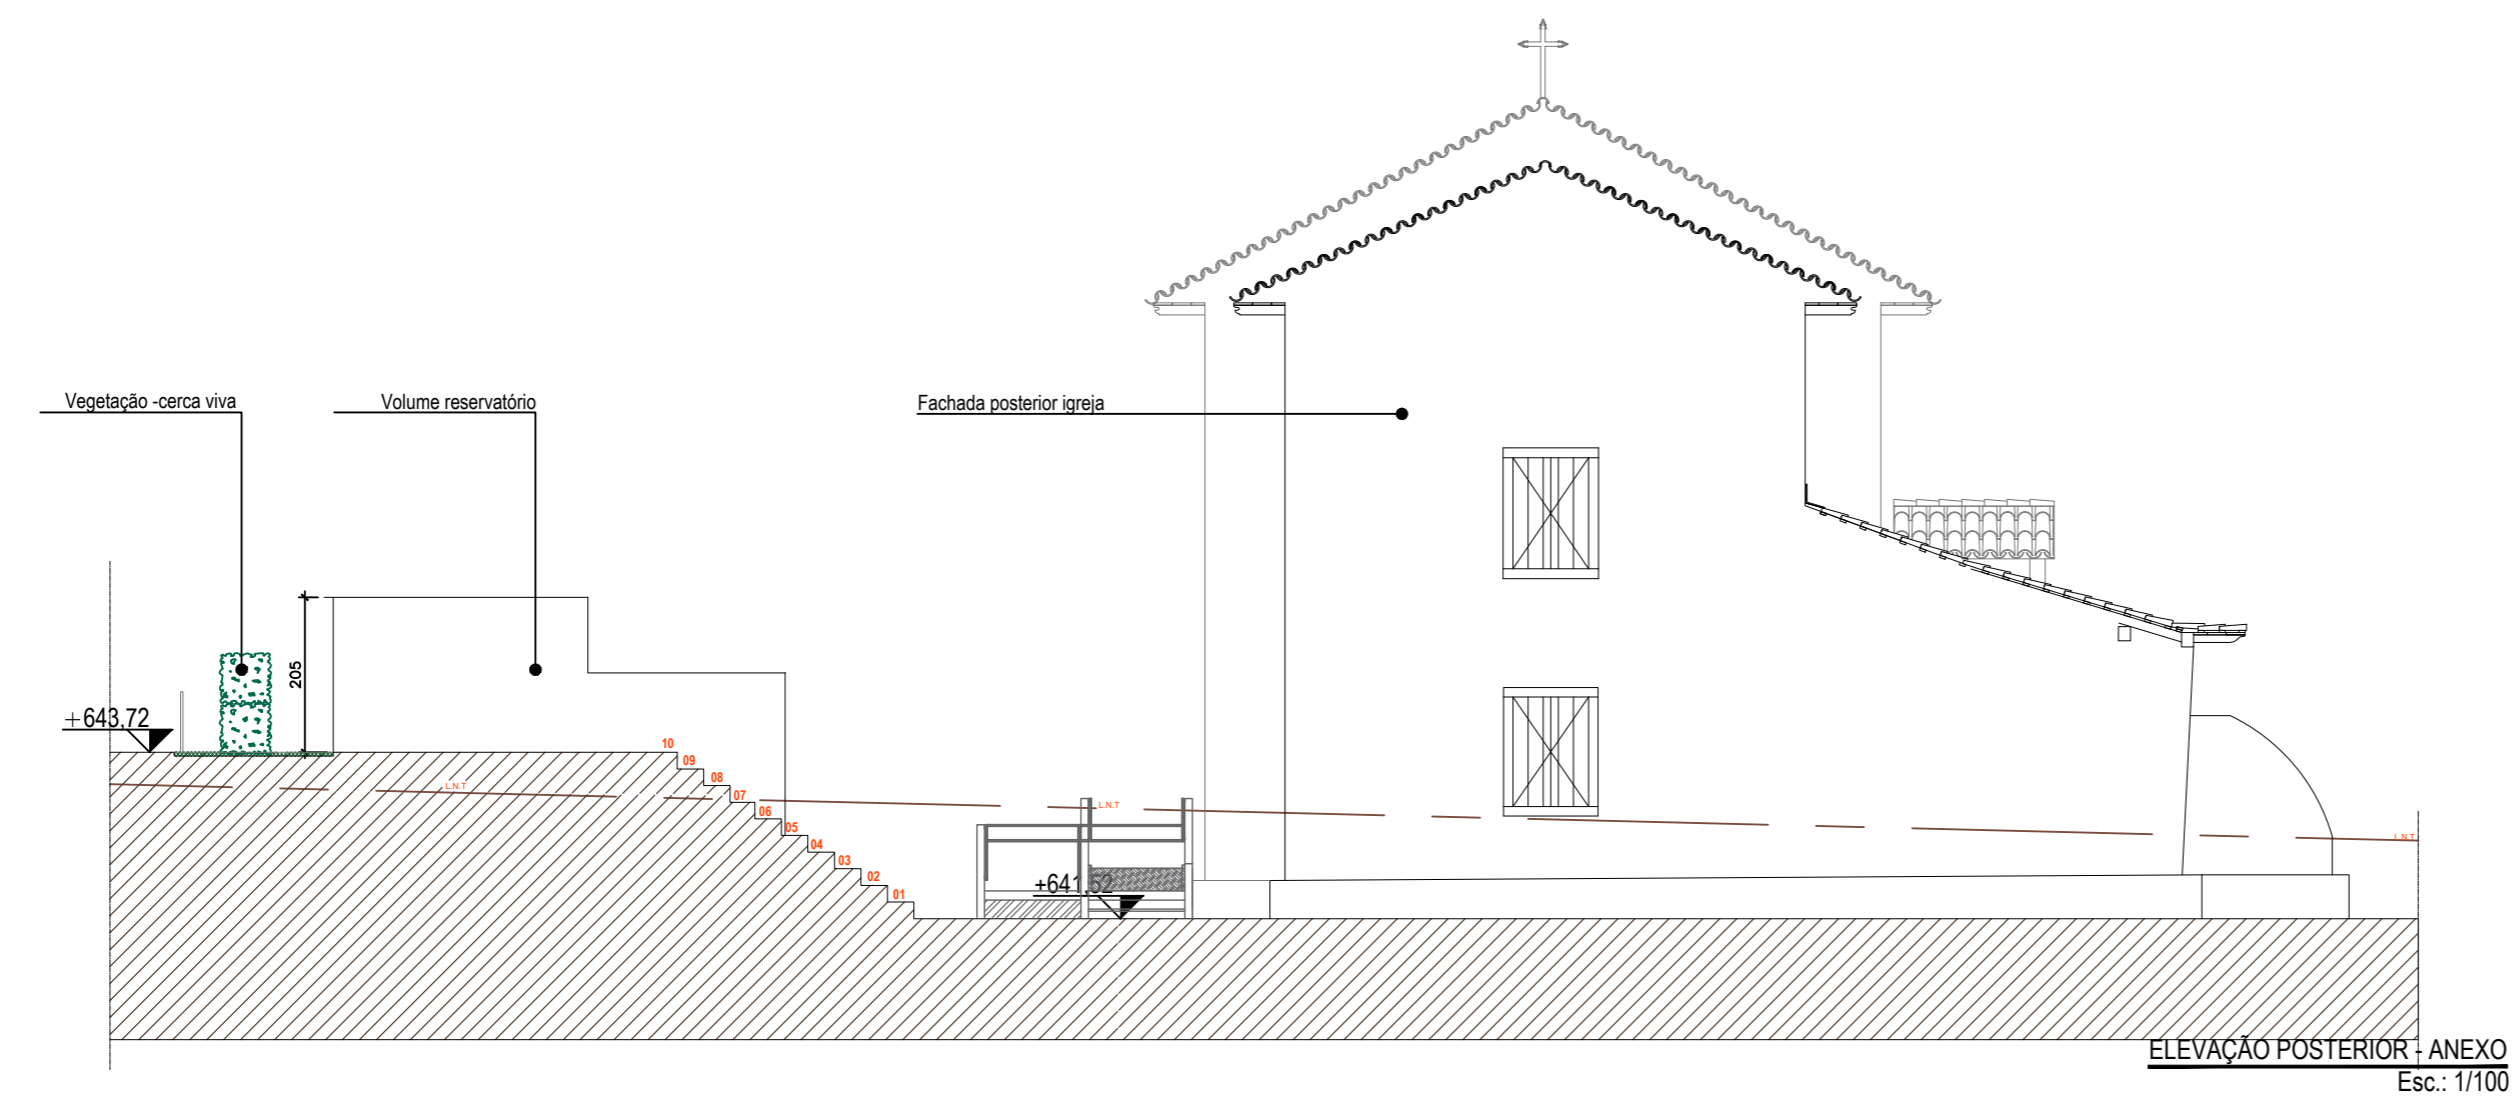 Vegetação -cerca viva
Volume reservatório
Fachada posterior igreja
205
+643,72
10
09
08
07
06
05
04
03
02
01
L.N.T
L.N.T
L.N.T
+641,52
ELEVAÇÃO POSTERIOR - ANEXO
Esc.: 1/100